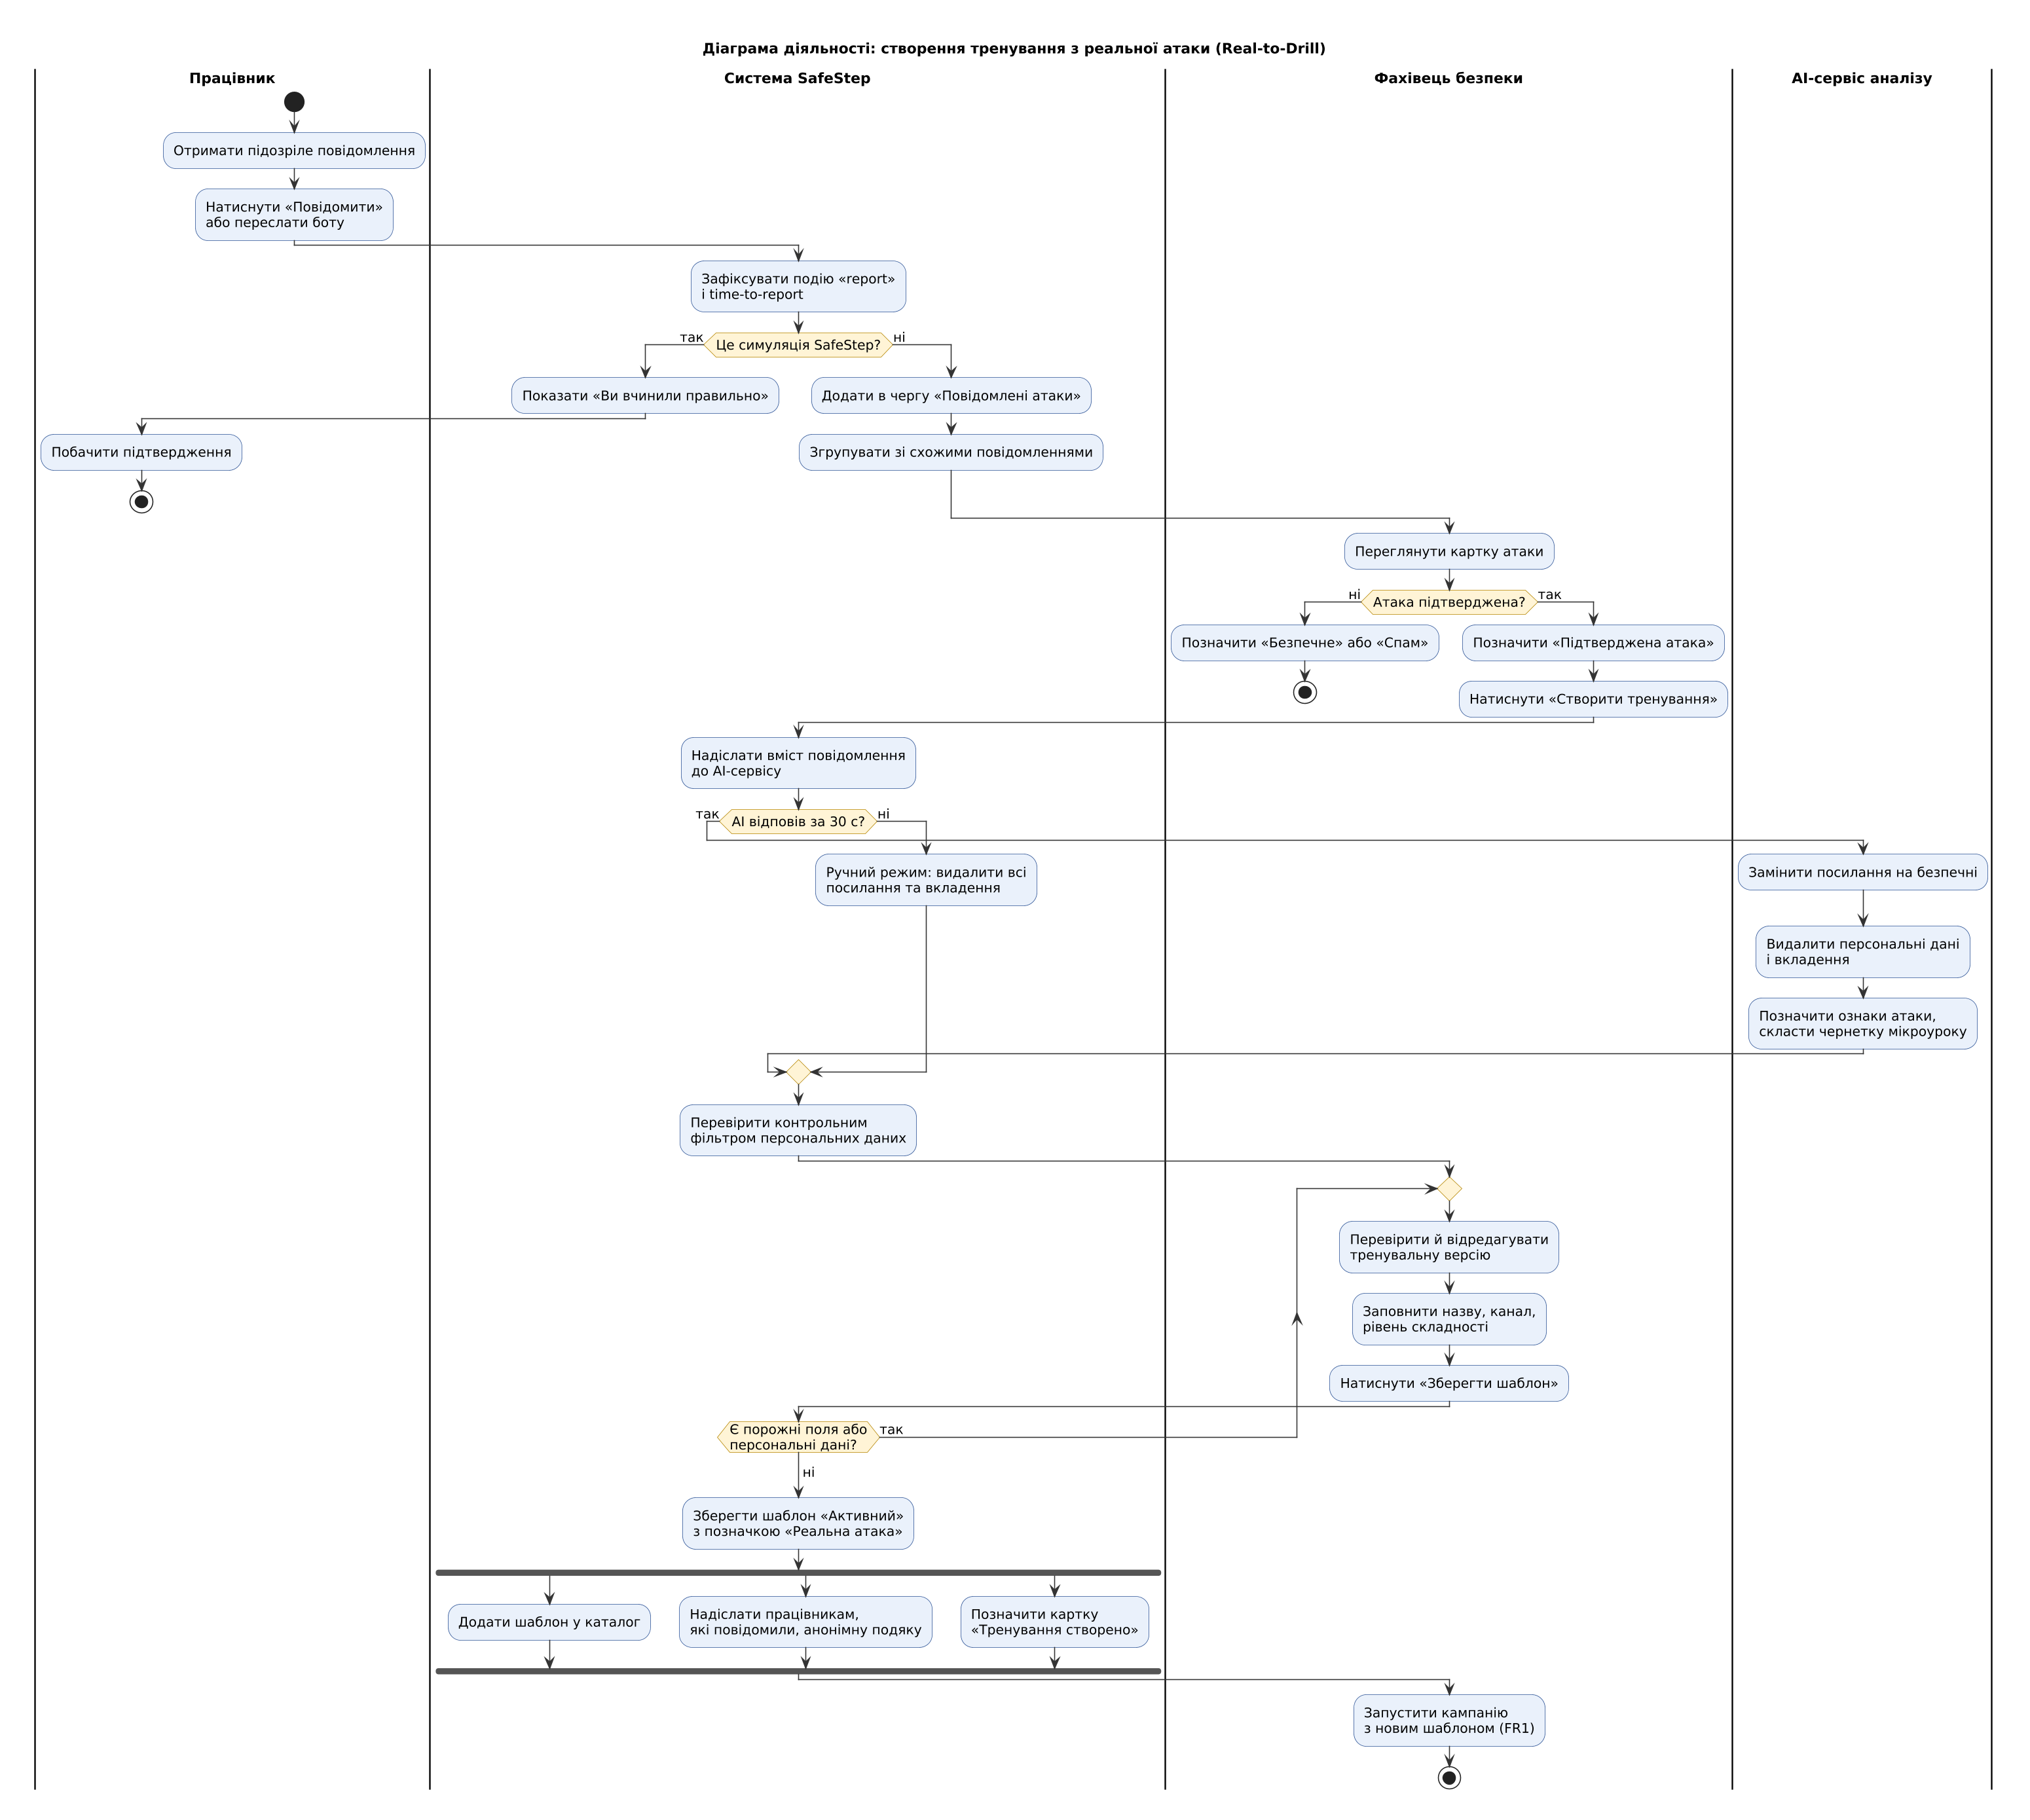 Діаграма діяльності: створення тренування з реальної атаки (Real-to-Drill)
Працівник
Система SafeStep
Фахівець безпеки
AI-сервіс аналізу
Отримати підозріле повідомлення
Натиснути «Повідомити»
або переслати боту
Зафіксувати подію «report»
і time-to-report
так
Це симуляція SafeStep?
ні
Показати «Ви вчинили правильно»
Додати в чергу «Повідомлені атаки»
Побачити підтвердження
Згрупувати зі схожими повідомленнями
Переглянути картку атаки
ні
Атака підтверджена?
так
Позначити «Безпечне» або «Спам»
Позначити «Підтверджена атака»
Натиснути «Створити тренування»
Надіслати вміст повідомлення
до AI-сервісу
так
AI відповів за 30 с?
ні
Ручний режим: видалити всі
посилання та вкладення
Замінити посилання на безпечні
Видалити персональні дані
і вкладення
Позначити ознаки атаки,
скласти чернетку мікроуроку
Перевірити контрольним
фільтром персональних даних
Перевірити й відредагувати
тренувальну версію
Заповнити назву, канал,
рівень складності
Натиснути «Зберегти шаблон»
Є порожні поля або
персональні дані?
так
ні
Зберегти шаблон «Активний»
з позначкою «Реальна атака»
Додати шаблон у каталог
Надіслати працівникам,
які повідомили, анонімну подяку
Позначити картку
«Тренування створено»
Запустити кампанію
з новим шаблоном (FR1)